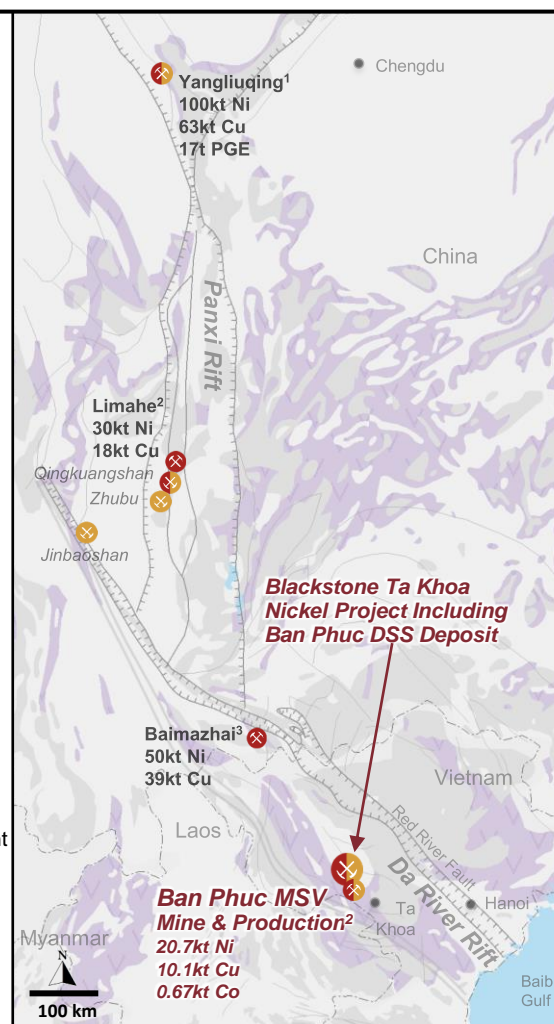 Yangliuqing¹
100kt Ni
63kt Cu
17t PGE
Chengdu
China
Panxi Rift
Limahe²
30kt Ni
18kt Cu
Qingkuangshan
Zhubu
Jinbaoshan
Blackstone Ta Khoa
Nickel Project Including
Ban Phuc DSS Deposit
Baimazhai³
50kt Ni
39kt Cu
Vietnam
Laos
Red River Fault
Da River Rift
Ban Phuc MSV
Mine & Production²
20.7kt Ni
10.1kt Cu
0.67kt Co
Ta
Khoa
Hanoi
Myanmar
N
100 km
Baib
Gulf
nt